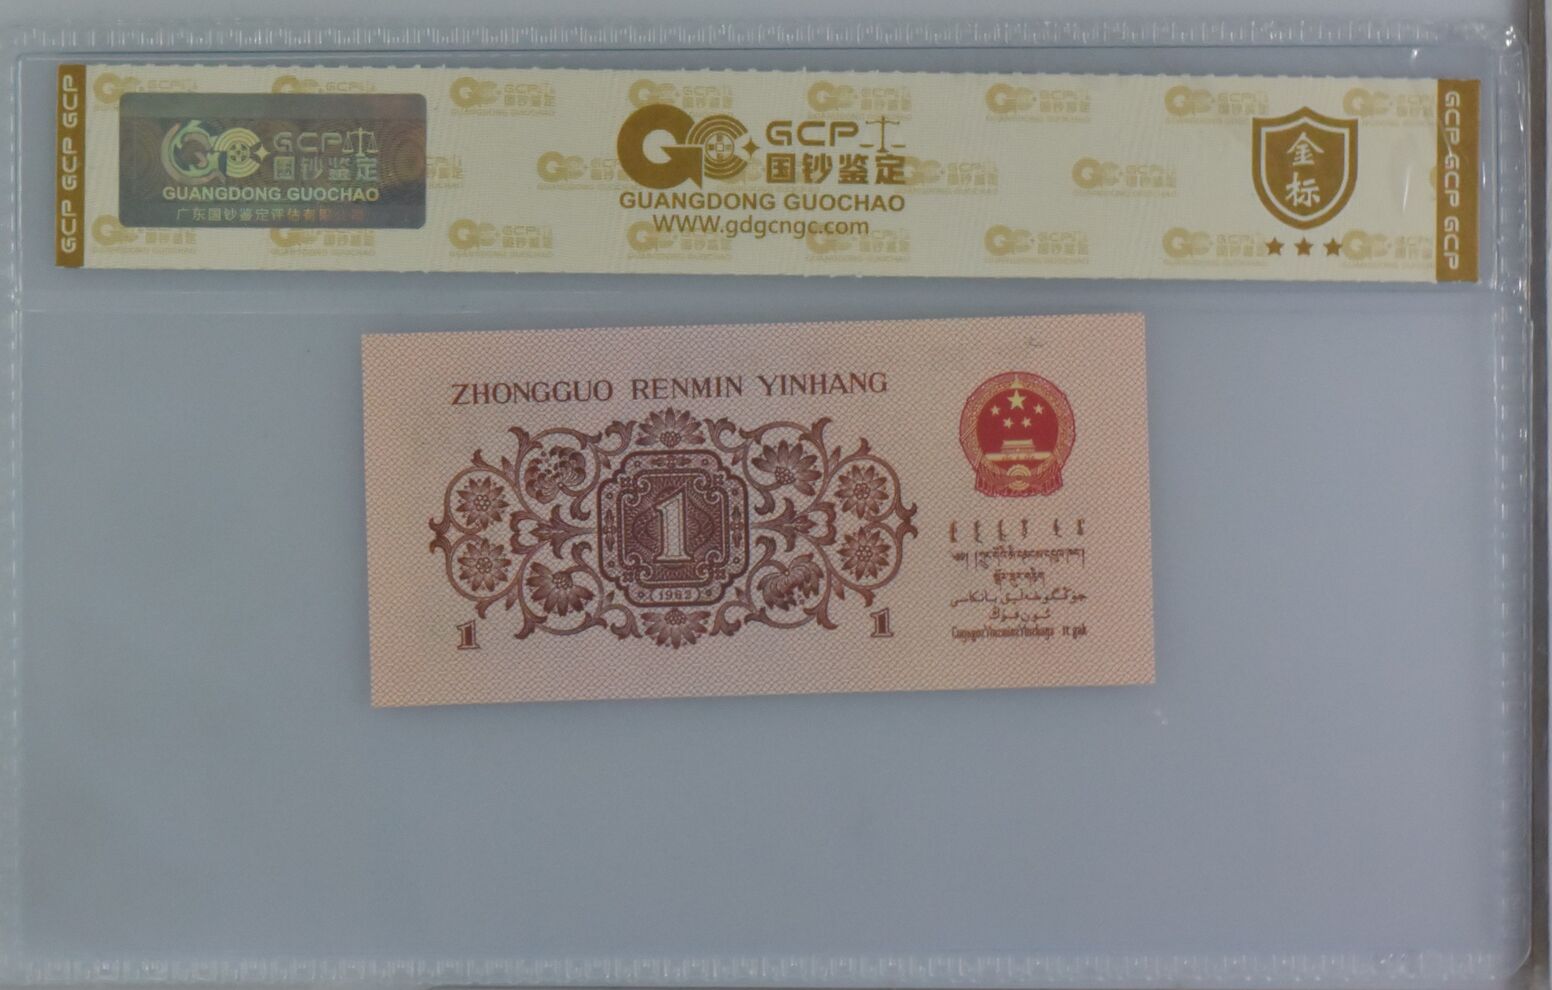 GCP GCP GCP
GCP 国钞鉴定
GUANGDONG GUOCHAO
广东国钞鉴定评估有限公司
GCP
国钞鉴定
GUANGDONG GUOCHAO
WWW.gdgcngc.com
金标
GCP GCP GCP
ZHONGGUO RENMIN YINHANG
1
(1962)
1
1